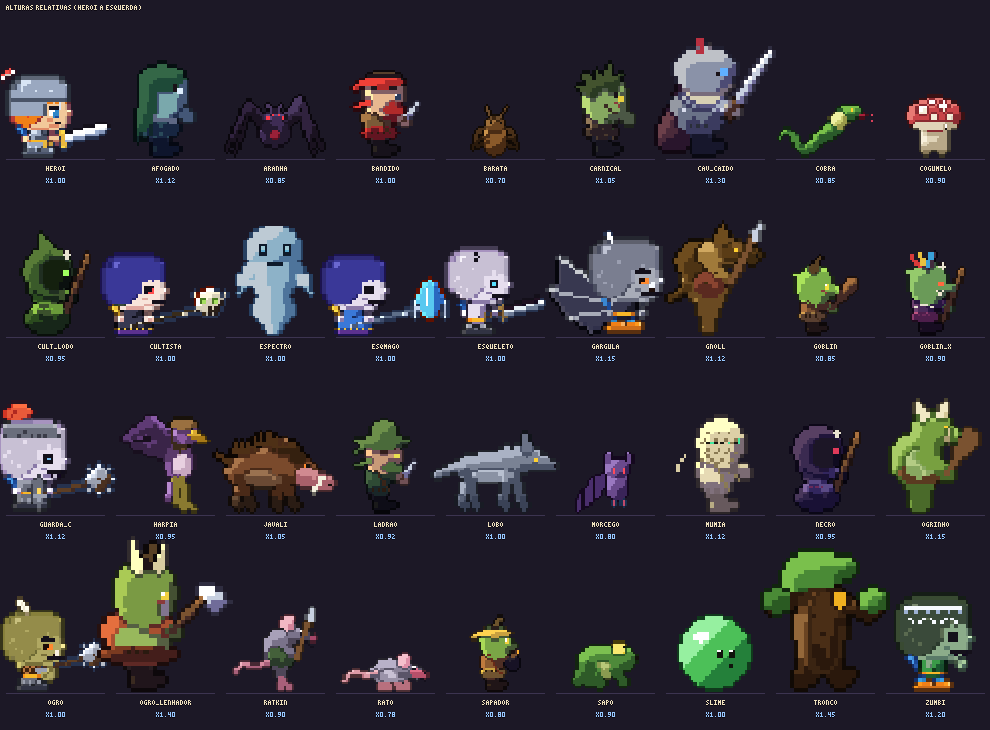 ALTURAS RELATIVAS (HEROI A ESQUERDA)
HEROI AFOGADO ARANHA BANDIDO BARATA CARNICAL CAV_CAIDO COBRA COGUMELO
X1.00 X1.12 X0.85 X1.00 X0.70 X1.05 X1.30 X0.85 X0.90
CULT_LODO CULTISTA ESPECTRO ESQMAGO ESQUELETO GARGULA GNOLL GOBLIN GOBLIN_X
X0.95 X1.00 X1.00 X1.00 X1.00 X1.15 X1.12 X0.85 X0.90
GUARDA_C HARPIA JAVALI LADRAO LOBO MORCEGO MUMIA NECRO OGRINHO
X1.12 X0.95 X1.05 X0.92 X1.00 X0.80 X1.12 X0.95 X1.15
OGRO OGRO_LENHADOR RATKIN RATO SAPADOR SAPO SLIME TRONCO ZUMBI
X1.00 X1.40 X0.90 X0.70 X0.80 X0.90 X1.00 X1.45 X1.20